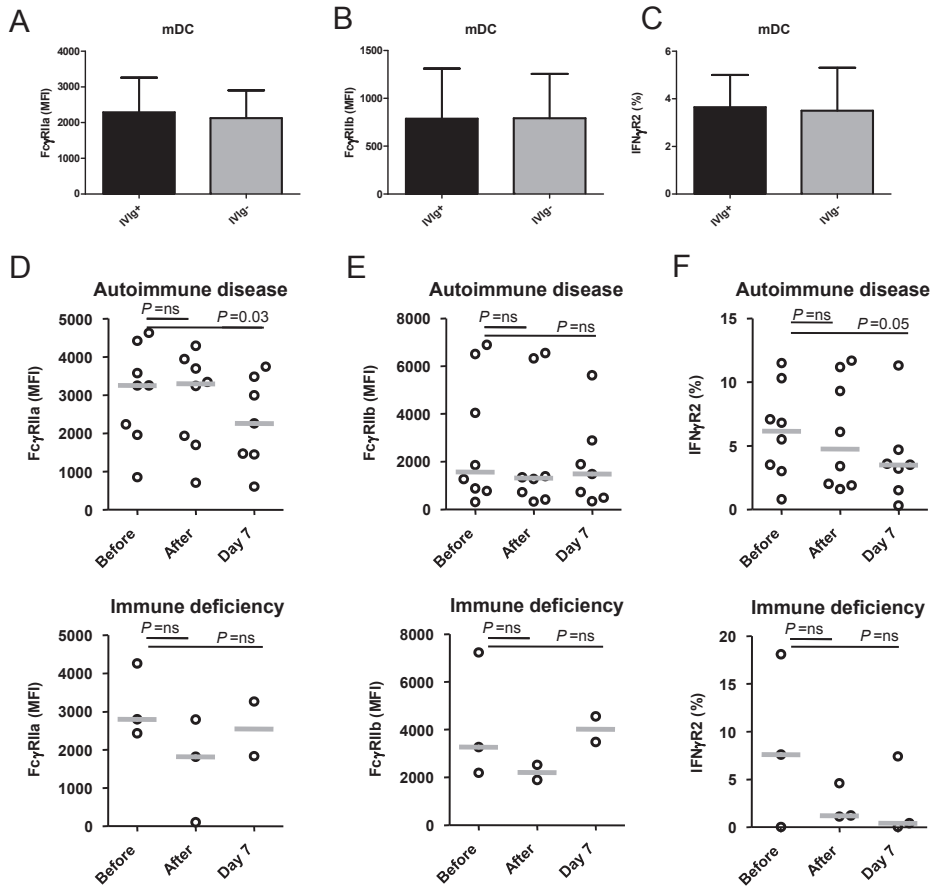 A
mDC
FcγRIIa (MFI)
4000
3000
2000
1000
0
IVIg+
IVIg-
B
mDC
FcγRIIb (MFI)
1500
1000
500
0
IVIg+
IVIg-
C
mDC
IFNγR2 (%)
6
4
2
0
IVIg+
IVIg-
D
Autoimmune disease
P=ns
P=0.03
FcγRIIa (MFI)
5000
4000
3000
2000
1000
0
Before
After
Day 7
Immune deficiency
P=ns
P=ns
FcγRIIa (MFI)
5000
4000
3000
2000
1000
0
Before
After
Day 7
E
Autoimmune disease
P=ns
P=ns
FcγRIIb (MFI)
8000
6000
4000
2000
0
Before
After
Day 7
Immune deficiency
P=ns
P=ns
FcγRIIb (MFI)
8000
6000
4000
2000
0
Before
After
Day 7
F
Autoimmune disease
P=ns
P=0.05
IFNγR2 (%)
15
10
5
0
Before
After
Day 7
Immune deficiency
P=ns
P=ns
IFNγR2 (%)
20
15
10
5
0
Before
After
Day 7